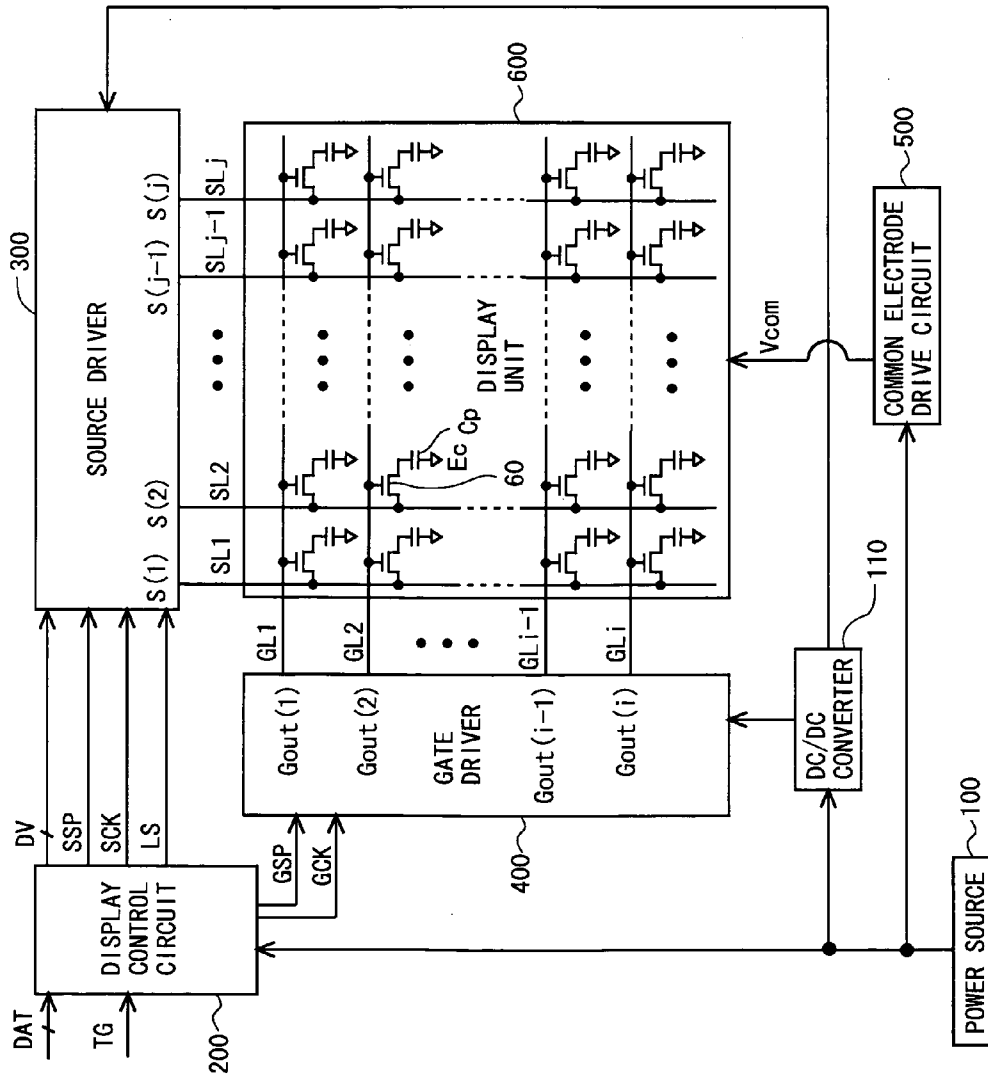 300
SOURCE DRIVER
S(1)
S(2)
S(j-1)
S(j)
DAT
TG
200
DISPLAY
CONTROL
CIRCUIT
DV
SSP
SCK
LS
GSP
GCK
SL1
SL2
SLj-1
SLj
600
GL1
GL2
GLi-1
GLi
Gout(1)
Gout(2)
GATE
DRIVER
Gout(i-1)
Gout(i)
400
Ec
Cp
60
DISPLAY
UNIT
Vcom
110
DC/DC
CONVERTER
500
COMMON ELECTRODE
DRIVE CIRCUIT
100
POWER SOURCE